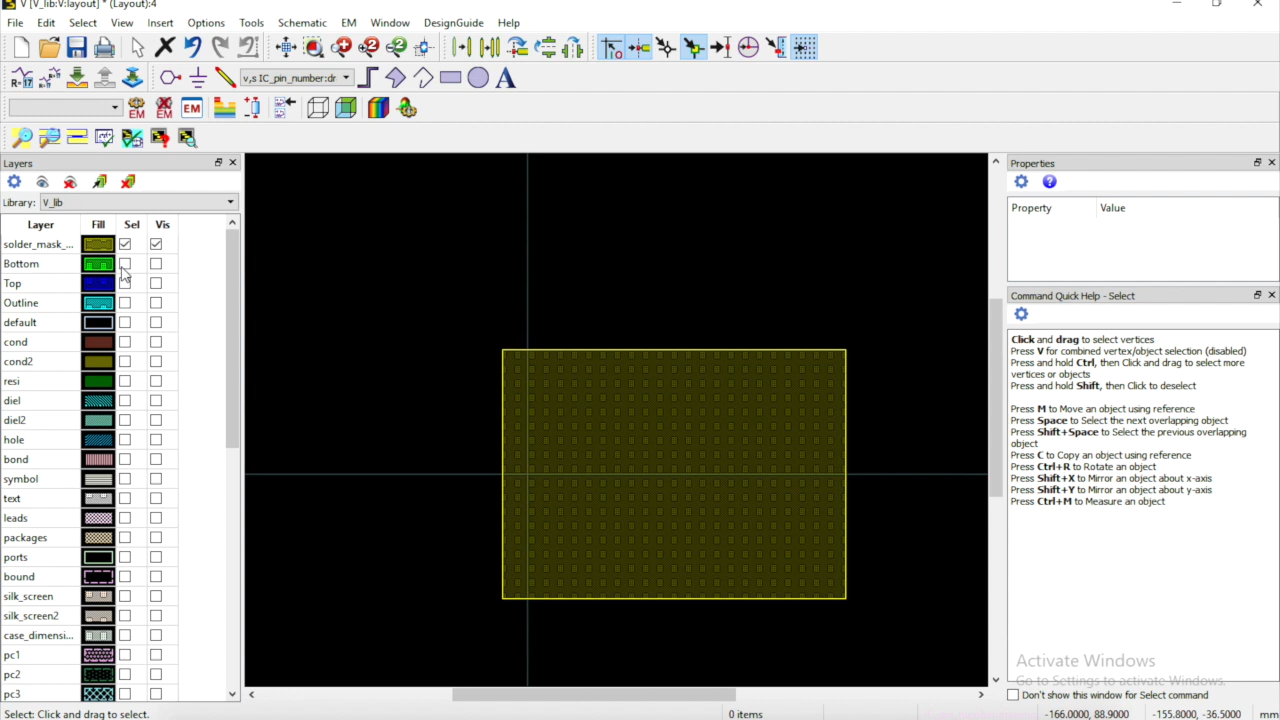 V [V_lib:V:layout] * (Layout):4
File Edit Select View Insert Options Tools Schematic EM Window DesignGuide Help
v,s IC_pin_number:dr
EM EM EM
Layers
Library: V_lib
Layer Fill Sel Vis
solder_mask_...
Bottom
Top
Outline
default
cond
cond2
resi
diel
diel2
hole
bond
symbol
text
leads
packages
ports
bound
silk_screen
silk_screen2
case_dimensi...
pc1
pc2
pc3
Properties
Property Value
Command Quick Help - Select
Click and drag to select vertices
Press V for combined vertex/object selection (disabled)
Press and hold Ctrl, then Click and drag to select more
vertices or objects
Press and hold Shift, then Click to deselect
Press M to Move an object using reference
Press Space to Select the next overlapping object
Press Shift+Space to Select the previous overlapping
object
Press C to Copy an object using reference
Press Ctrl+R to Rotate an object
Press Shift+X to Mirror an object about x-axis
Press Shift+Y to Mirror an object about y-axis
Press Ctrl+M to Measure an object
Activate Windows
Go to Settings to activate Windows.
Don't show this window for Select command
Select: Click and drag to select. 0 items -166.0000, 88.9000 -155.8000, -36.5000 mm